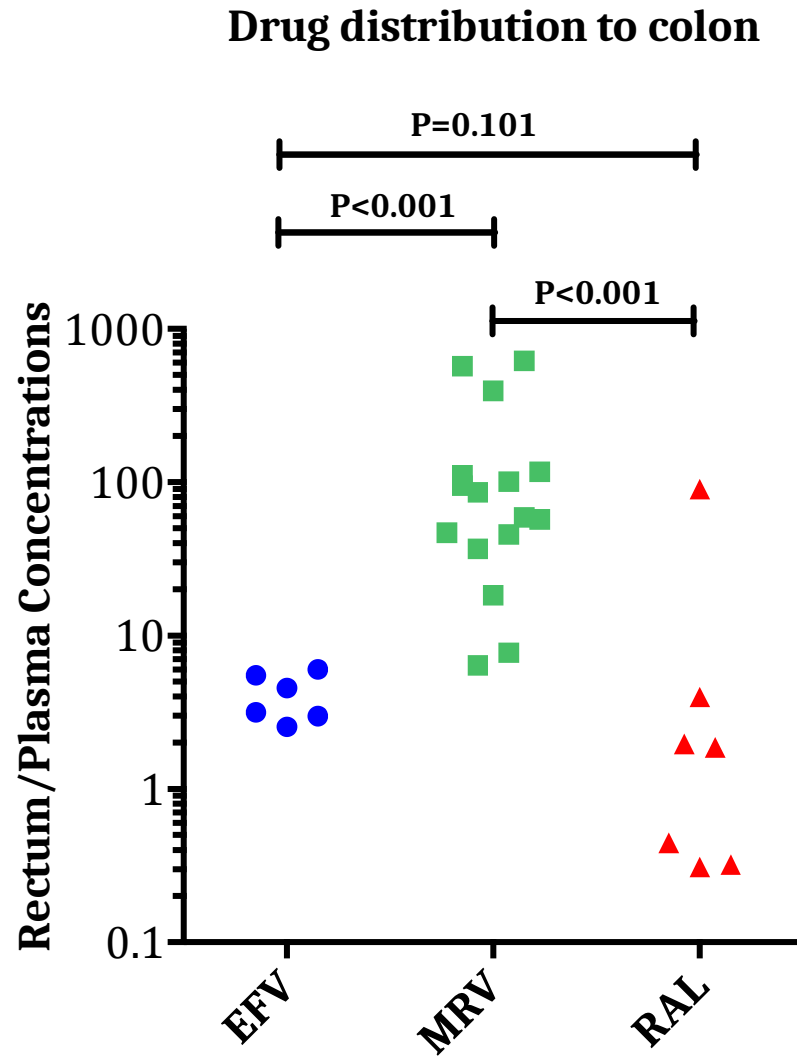 Drug distribution to colon
P=0.101
P<0.001
P<0.001
Rectum/Plasma Concentrations
1000
100
10
1
0.1
EFV
MRV
RAL